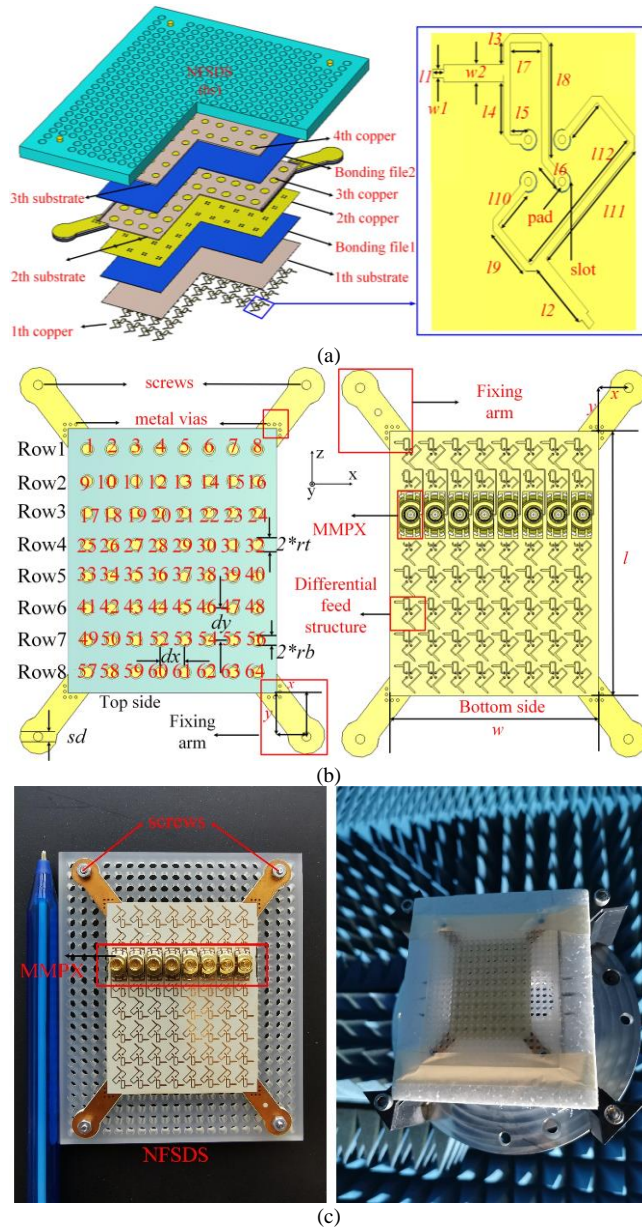 NFSDS
4th copper
Bonding file2
3th substrate
3th copper
2th copper
Bonding file1
2th substrate
1th substrate
1th copper
l3
l1
w2
l7
l8
w1
l4
l5
l12
l6
l10
pad
l11
l9
slot
l2
(a)
screws
metal vias
Row1 1 2 3 4 5 6 7 8
Row2 9 10 11 12 13 14 15 16
Row3 17 18 19 20 21 22 23 24
Row4 25 26 27 28 29 30 31 32 2*rt
Row5 33 34 35 36 37 38 39 40
Row6 41 42 43 44 45 46 47 48
dy
Row7 49 50 51 52 53 54 55 56
dx 2*rb
Row8 57 58 59 60 61 62 63 64
Top side
x
y
sd
Fixing
arm
z
x
y
Fixing
arm
x
y
MMPX
l
Differential
feed
structure
Bottom side
w
(b)
screws
MMPX
NFSDS
(c)